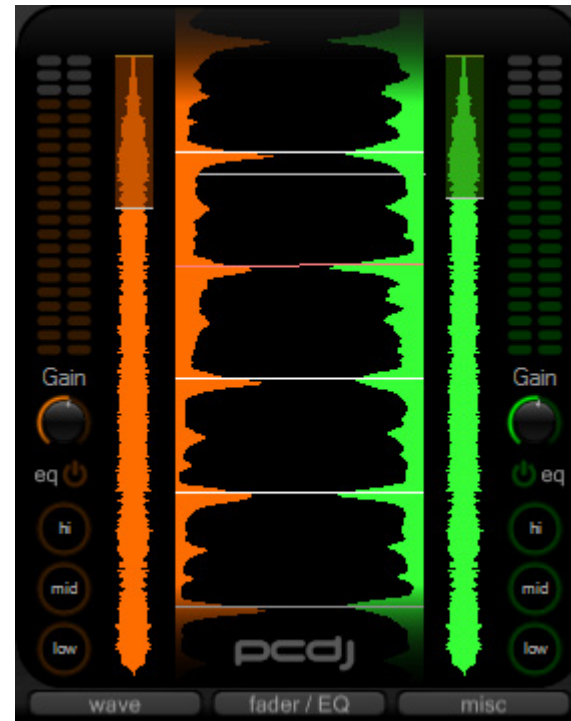 Gain
Gain
eq
eq
hi
hi
mid
mid
low
low
pcdj
wave
fader / EQ
misc